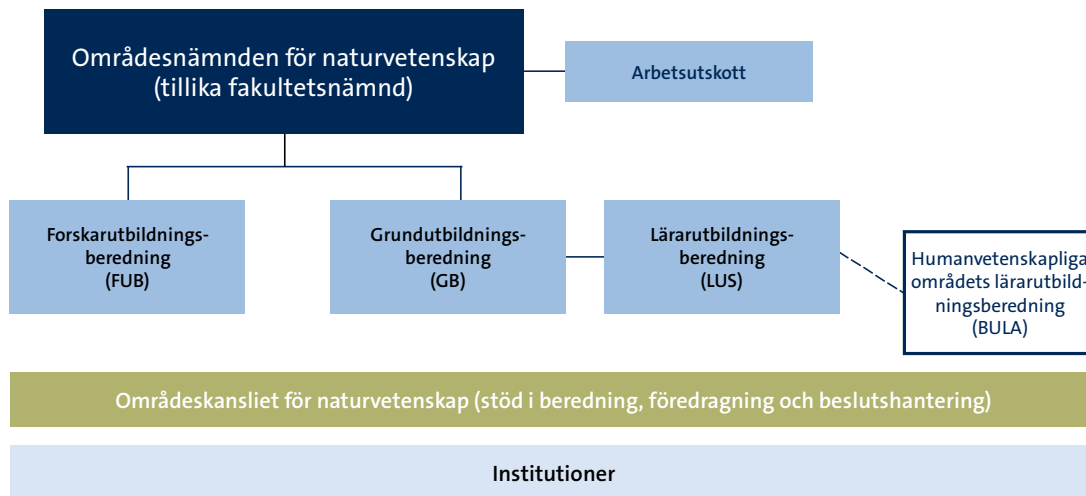 Områdesnämnden för naturvetenskap
(tillika fakultetsnämnd)
Arbetsutskott
Forskarutbildnings-
beredning
(FUB)
Grundutbildnings-
beredning
(GB)
Lärarutbildnings-
beredning
(LUS)
Humanvetenskapliga
områdets lärarutbild-
ningsberedning
(BULA)
Områdeskansliet för naturvetenskap (stöd i beredning, föredragning och beslutshantering)
Institutioner